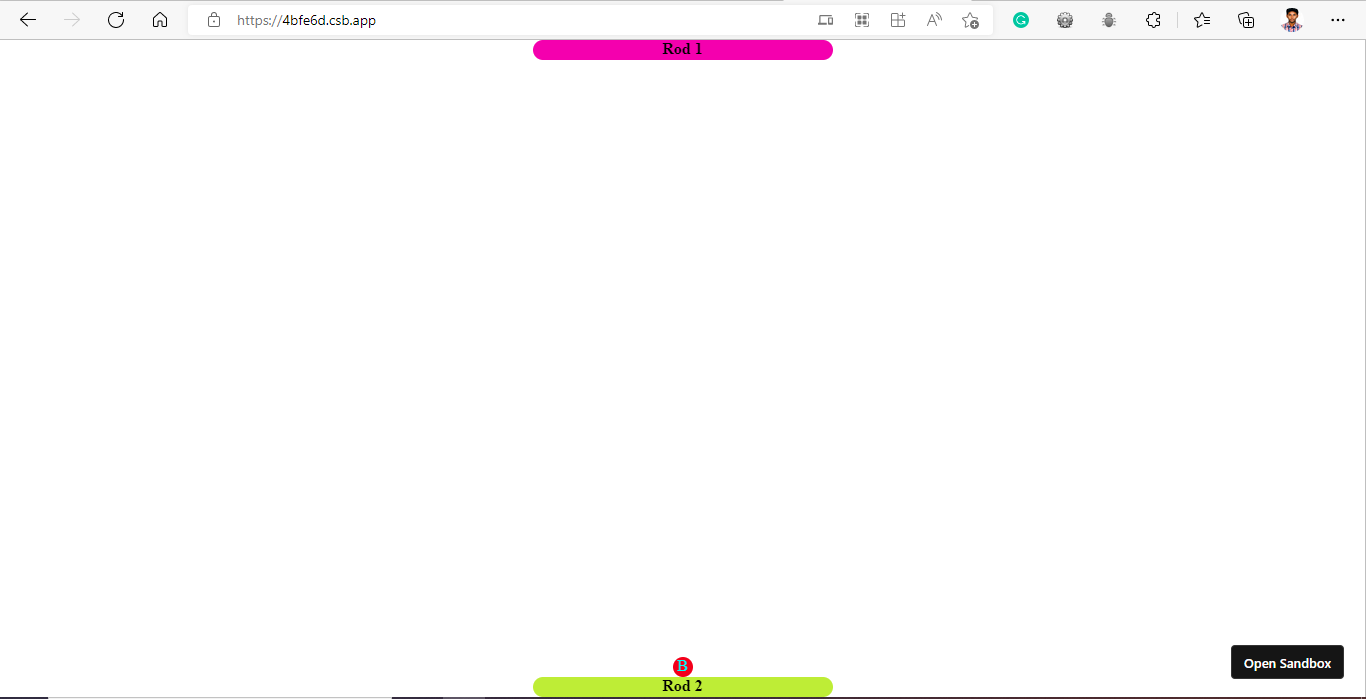 https://4bfe6d.csb.app
Rod 1
B
Open Sandbox
Rod 2